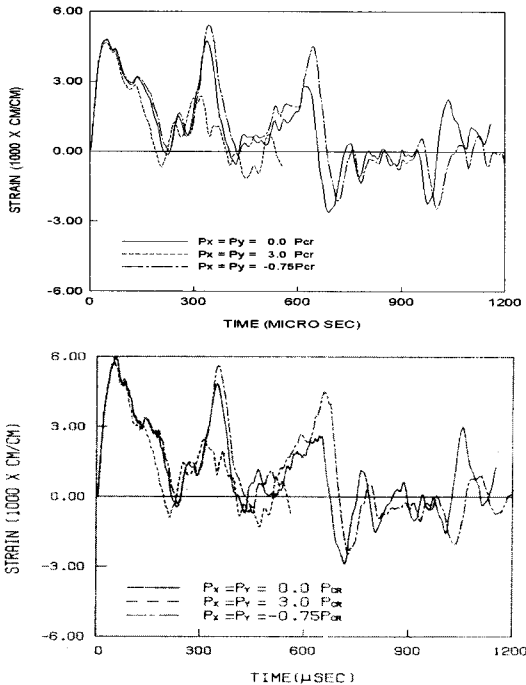 6.00
3.00
0.00
-3.00
-6.00
STRAIN (1000 X CM/CM)
Px = Py = 0.0 Pcr
Px = Py = 3.0 Pcr
Px = Py = -0.75Pcr
0 300 600 900 1200
TIME (MICRO SEC)
6.00
3.00
0.00
-3.00
-6.00
STRAIN (1000 X CM/CM)
PX=PY= 0.0 PCR
PX=PY= 3.0 PCR
PX=PY=-0.75PCR
0 300 600 900 1200
TIME(μSEC)